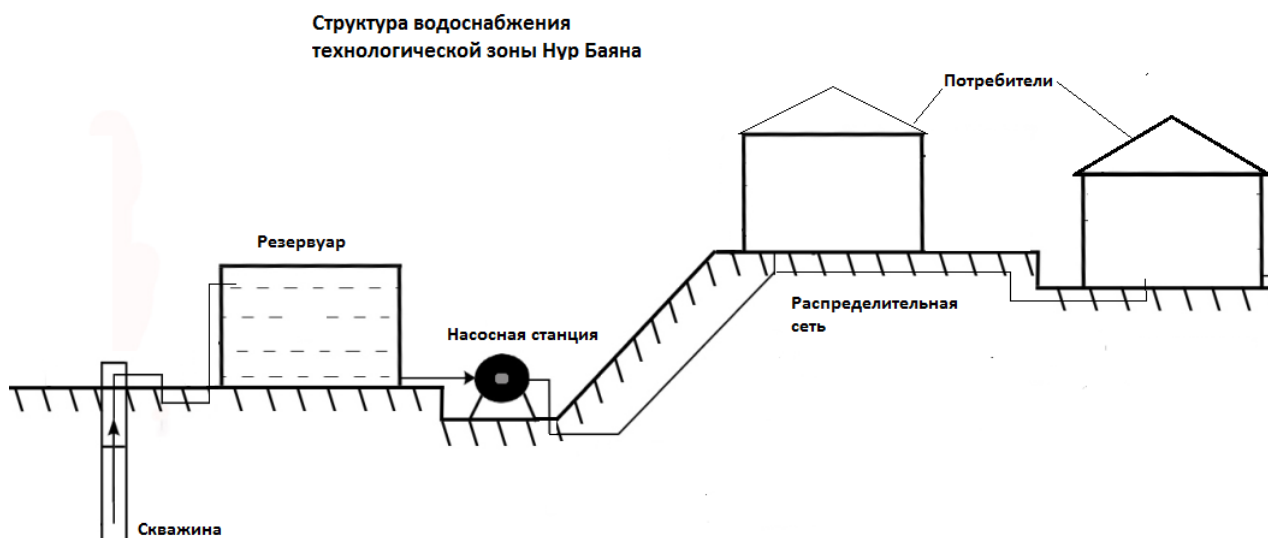 Структура водоснабжения
технологической зоны Нур Баяна
Потребители
Резервуар
Распределительная
сеть
Насосная станция
Скважина